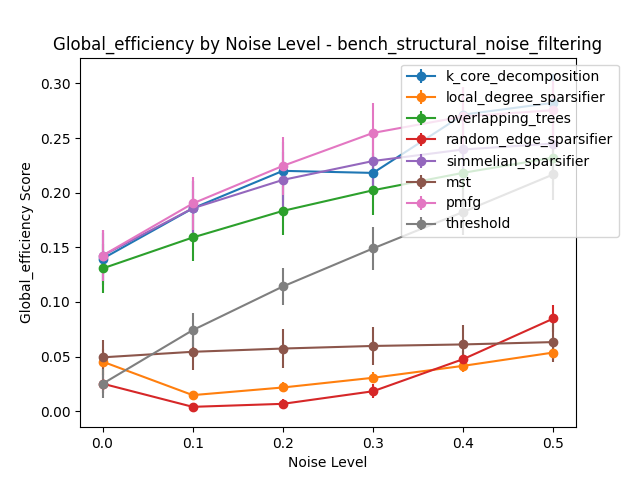 Global_efficiency by Noise Level - bench_structural_noise_filtering
Global_efficiency Score
0.30
0.25
0.20
0.15
0.10
0.05
0.00
k_core_decomposition
local_degree_sparsifier
overlapping_trees
random_edge_sparsifier
simmelian_sparsifier
mst
pmfg
threshold
0.0 0.1 0.2 0.3 0.4 0.5
Noise Level